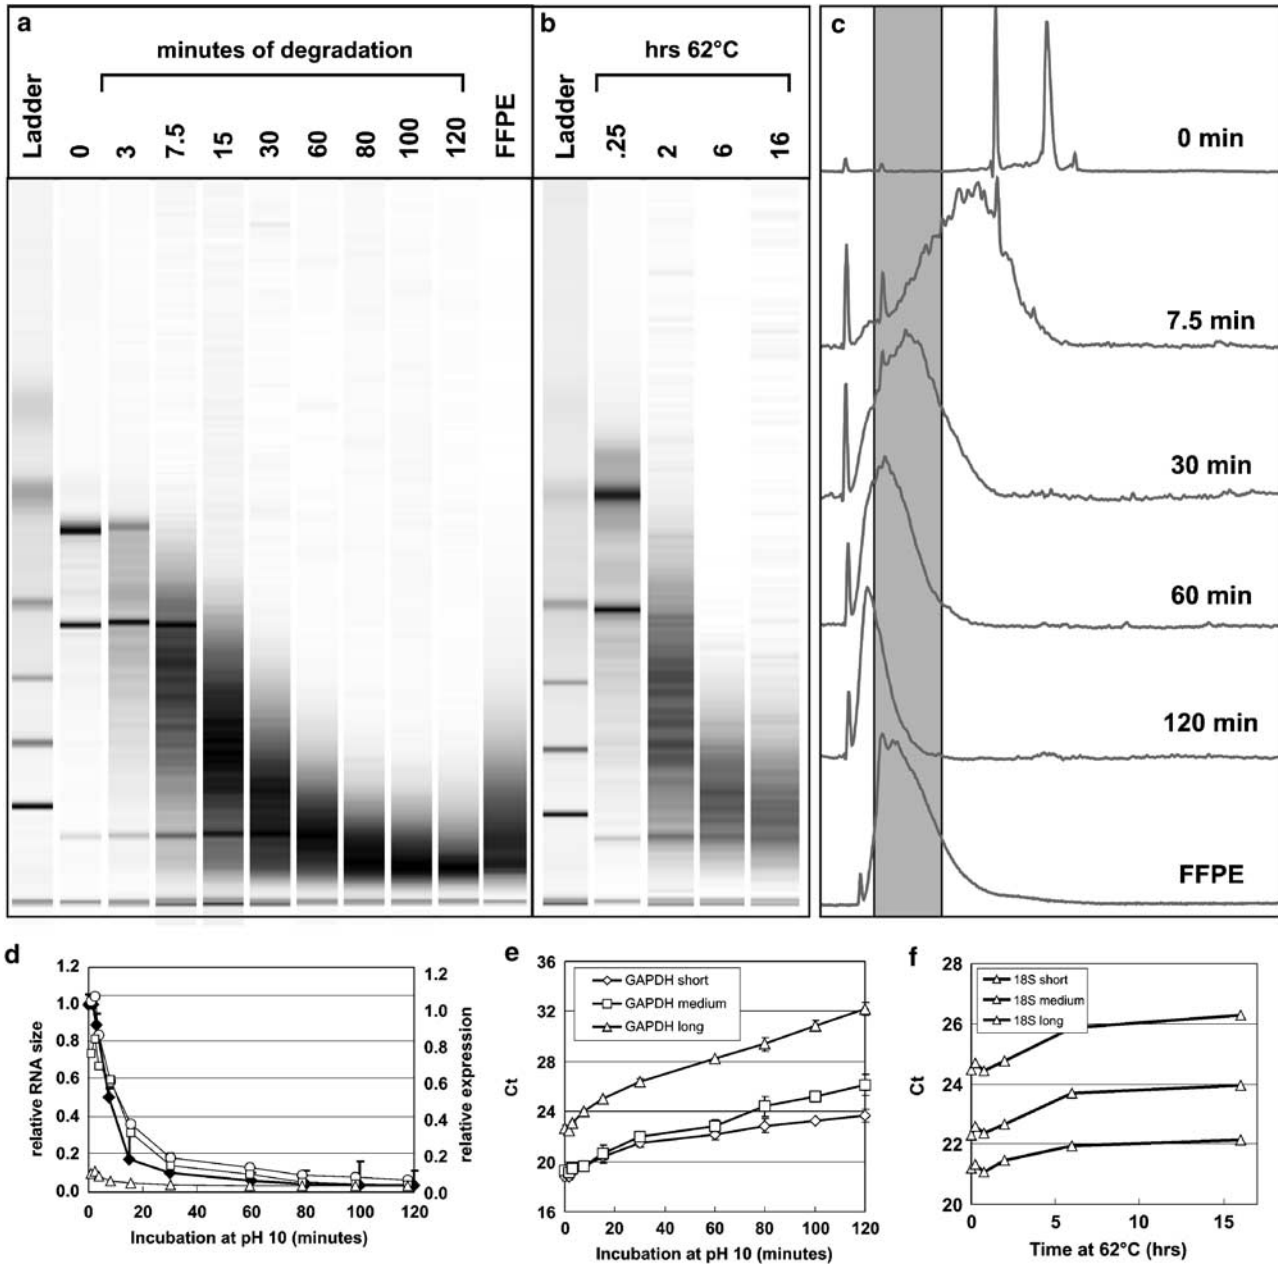 a
minutes of degradation
Ladder
0
3
7.5
15
30
60
80
100
120
FFPE
b
hrs 62°C
Ladder
.25
2
6
16
c
0 min
7.5 min
30 min
60 min
120 min
FFPE
d
1.2
1.0
0.8
0.6
0.4
0.2
0.0
relative RNA size
1.2
1.0
0.8
0.6
0.4
0.2
0.0
relative expression
0 20 40 60 80 100 120
Incubation at pH 10 (minutes)
e
36
32
28
24
20
16
Ct
GAPDH short
GAPDH medium
GAPDH long
0 20 40 60 80 100 120
Incubation at pH 10 (minutes)
f
28
26
24
22
20
Ct
18S short
18S medium
18S long
0 5 10 15
Time at 62°C (hrs)